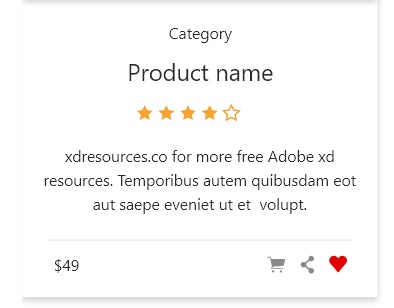 Category
Product name
xdresources.co for more free Adobe xd
resources. Temporibus autem quibusdam eot
aut saepe eveniet ut et  volupt.
$49